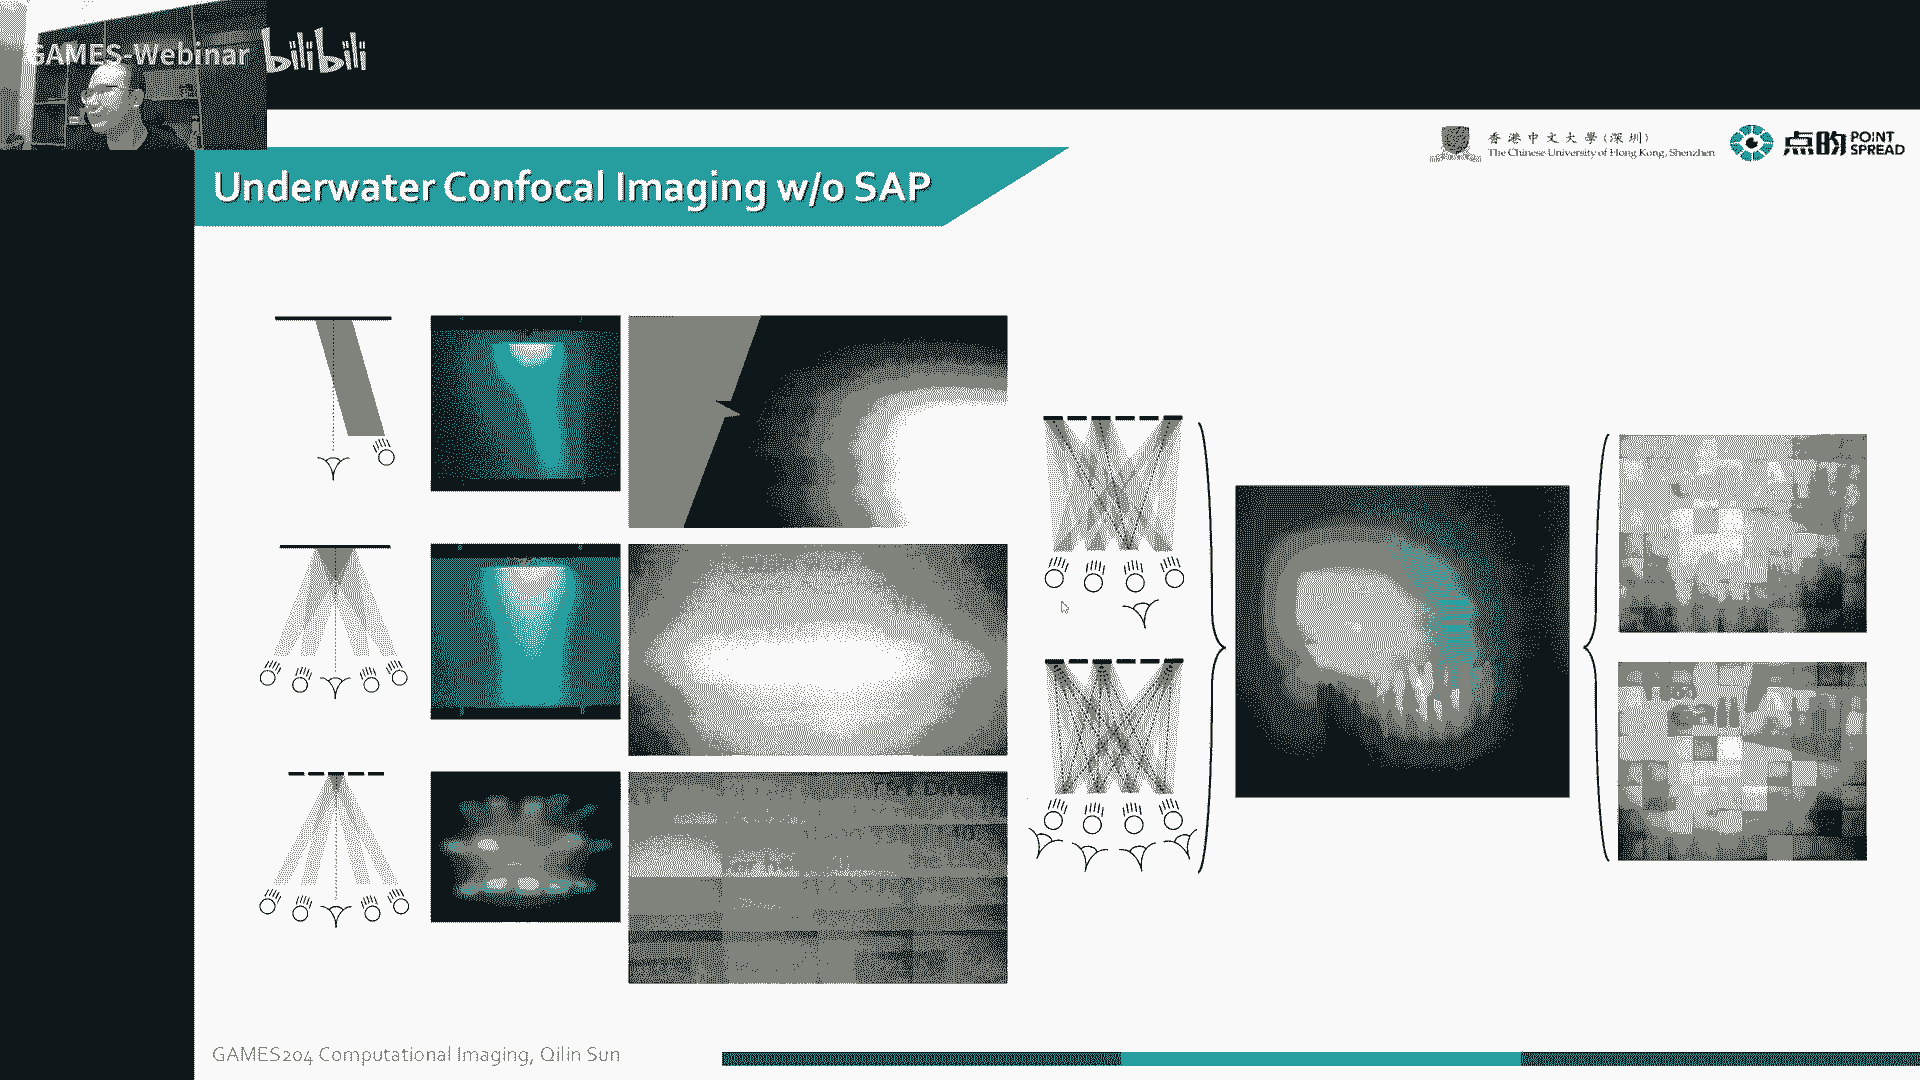 GAMES-Webinar
bilibili
香港中文大學(深圳)
The Chinese University of Hong Kong, Shenzhen
点昀
POINT
SPREAD
Underwater Confocal Imaging w/o SAP
GAMES204 Computational Imaging, Qilin Sun